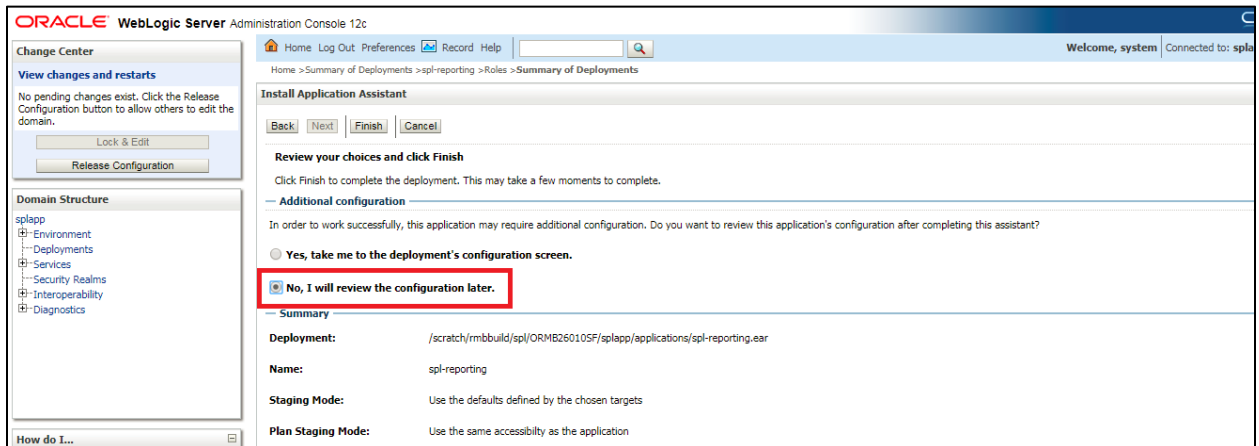 ORACLE WebLogic Server Administration Console 12c
Change Center
View changes and restarts
No pending changes exist. Click the Release
Configuration button to allow others to edit the
domain.
Lock & Edit
Release Configuration
Domain Structure
splapp
Environment
Deployments
Services
Security Realms
Interoperability
Diagnostics
How do I...
Home Log Out Preferences Record Help
Welcome, system Connected to: spla
Home >Summary of Deployments >spl-reporting >Roles >Summary of Deployments
Install Application Assistant
Back Next Finish Cancel
Review your choices and click Finish
Click Finish to complete the deployment. This may take a few moments to complete.
Additional configuration
In order to work successfully, this application may require additional configuration. Do you want to review this application's configuration after completing this assistant?
Yes, take me to the deployment's configuration screen.
No, I will review the configuration later.
Summary
Deployment: /scratch/rmbbuild/spl/ORMB26010SF/splapp/applications/spl-reporting.ear
Name: spl-reporting
Staging Mode: Use the defaults defined by the chosen targets
Plan Staging Mode: Use the same accessibilty as the application